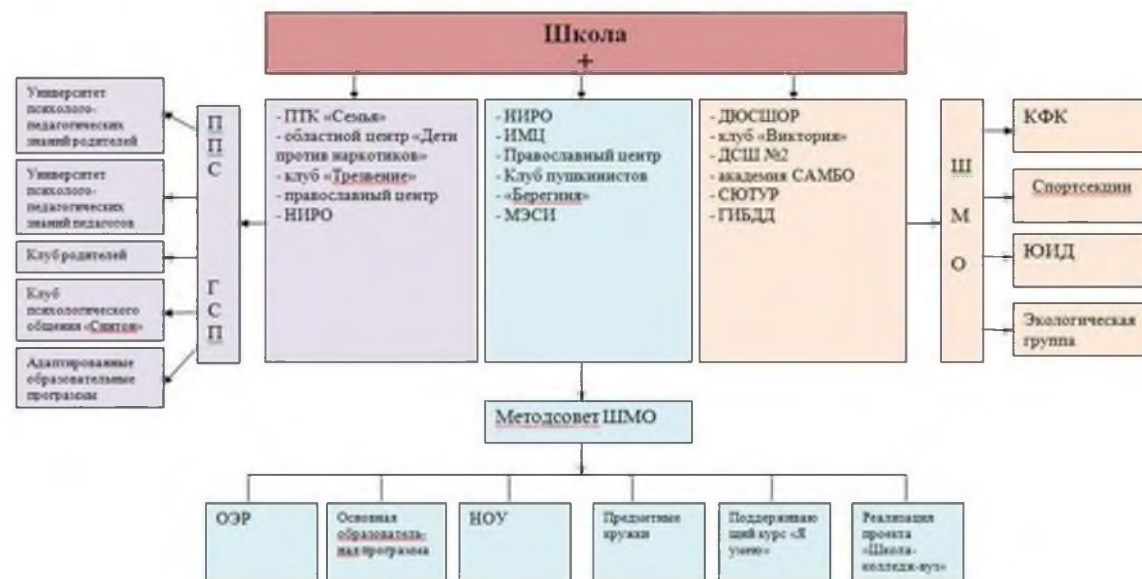 Школа
+
Университет
психолого-
педагогических
знаний родителей
Университет
психолого-
педагогических
знаний педагогов
Клуб родителей
Клуб
психологического
общения «Синтон»
Адаптированные
образовательные
программы
П
П
С
Г
С
П
- ПТК «Семья»
- областной центр «Дети
против наркотиков»
- клуб «Трезвение»
- православный центр
- НИРО
- НИРО
- ИМЦ
- Православный центр
- Клуб пушкинистов
- «Берегиня»
- МЭСИ
- ДЮСШОР
- клуб «Виктория»
- ДСШ №2
- академия САМБО
- СЮТУР
- ГИБДД
Ш
М
О
КФК
Спортсекции
ЮИД
Экологическая
группа
Методсовет ШМО
ОЭР
Основная
образователь-
ная программа
НОУ
Предметные
кружки
Поддерживаю
щий курс «Я
умею»
Реализация
проекта
«Школа-
колледж-вуз»